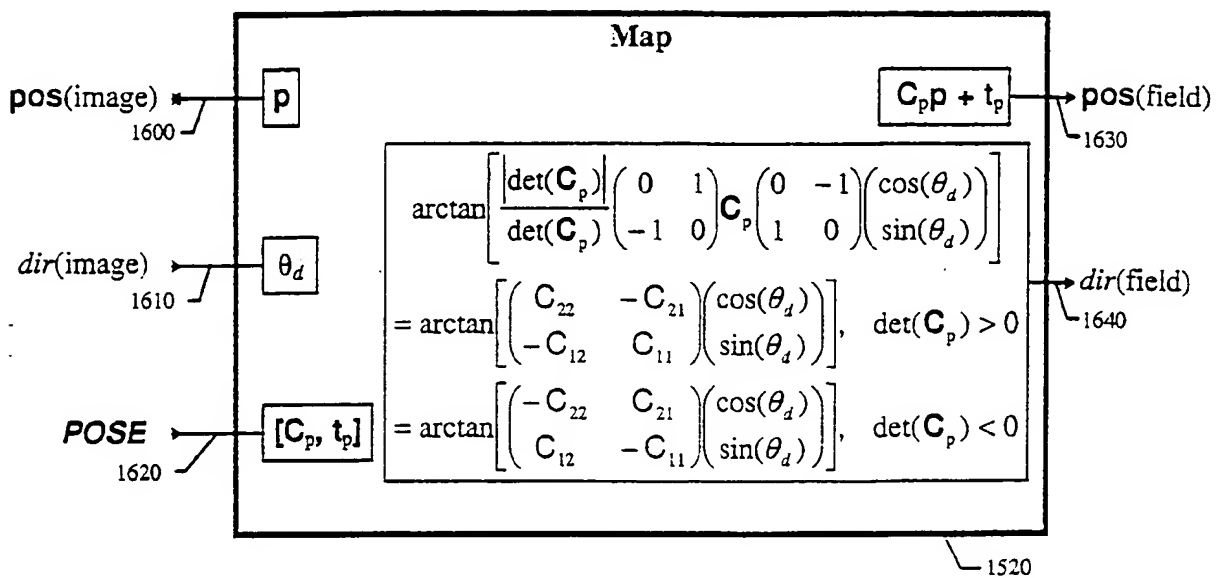 Map
pos(image)
1600
p
C_p p + t_p
pos(field)
1630
arctan[ |det(C_p)| / det(C_p) ( 0 1 ; -1 0 ) C_p ( 0 -1 ; 1 0 ) ( cos(θ_d) ; sin(θ_d) ) ]
dir(image)
1610
θ_d
= arctan[ ( C_22 -C_21 ; -C_12 C_11 ) ( cos(θ_d) ; sin(θ_d) ) ], det(C_p) > 0
dir(field)
1640
POSE
1620
[C_p, t_p]
= arctan[ ( -C_22 C_21 ; C_12 -C_11 ) ( cos(θ_d) ; sin(θ_d) ) ], det(C_p) < 0
1520